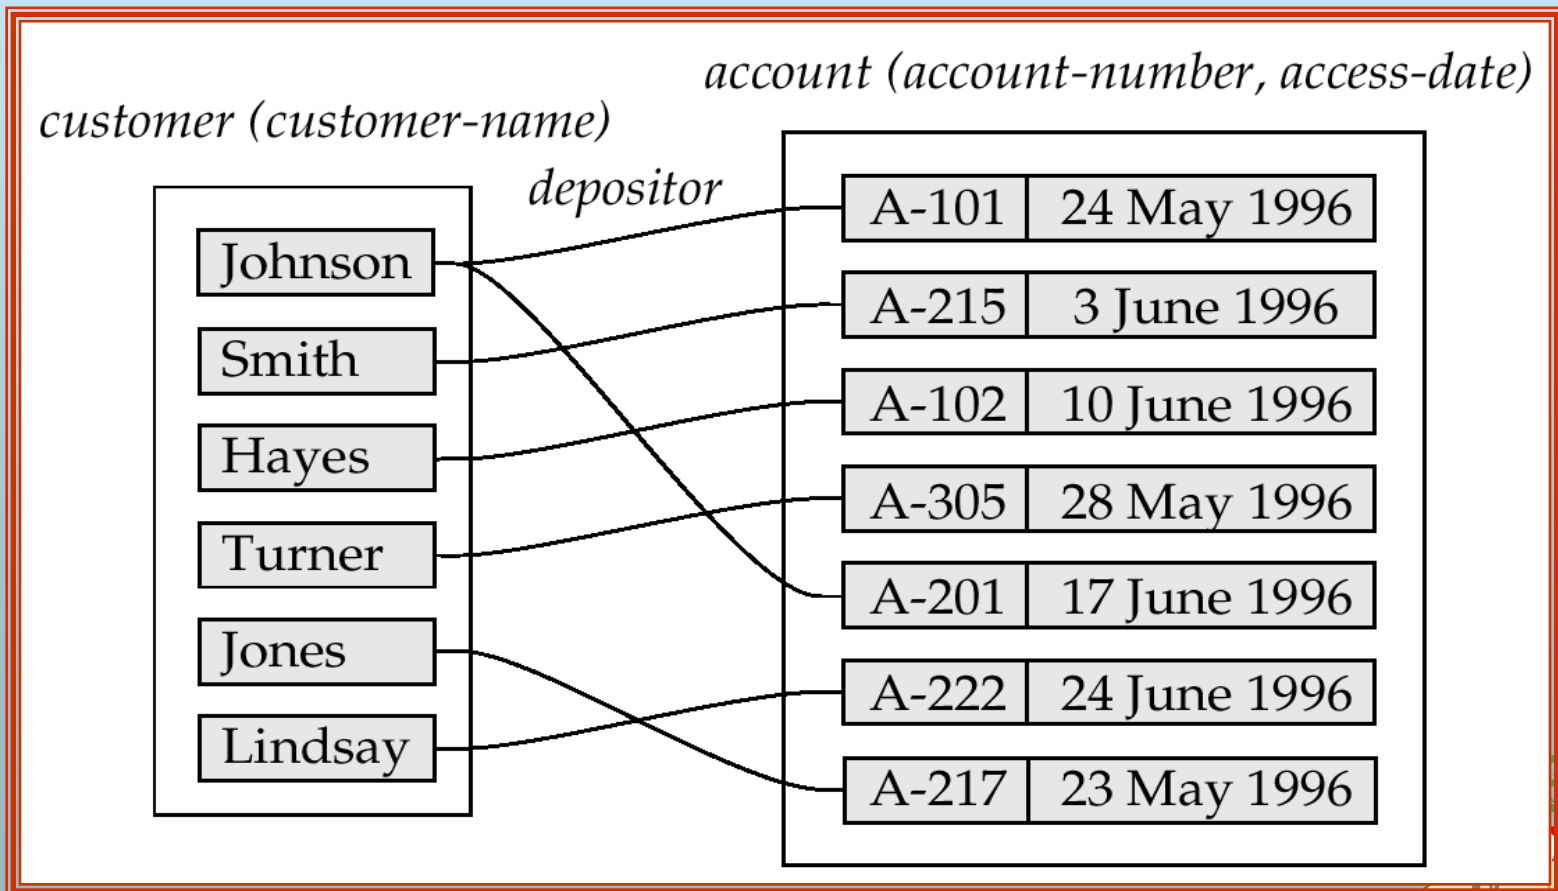 account (account-number, access-date)
customer (customer-name)
depositor
Johnson
Smith
Hayes
Turner
Jones
Lindsay
A-101 24 May 1996
A-215 3 June 1996
A-102 10 June 1996
A-305 28 May 1996
A-201 17 June 1996
A-222 24 June 1996
A-217 23 May 1996